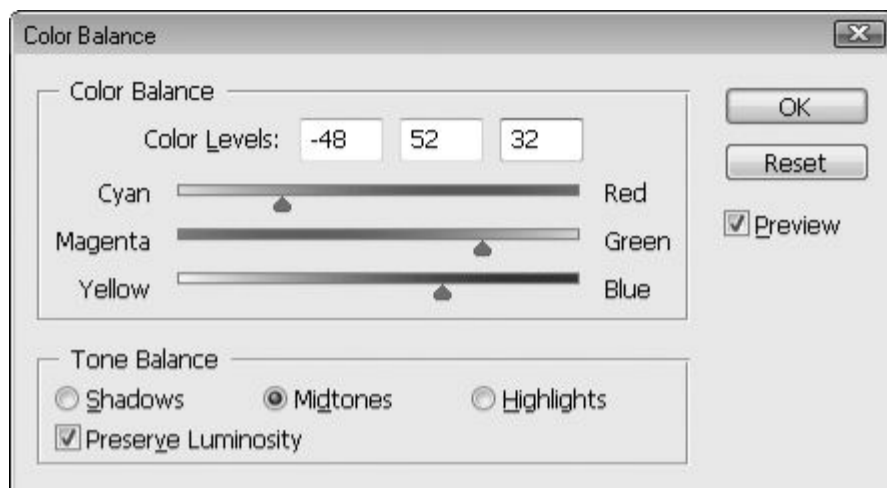 Color Balance
Color Balance
Color Levels: -48 52 32
Cyan Red
Magenta Green
Yellow Blue
OK
Reset
Preview
Tone Balance
Shadows Midtones Highlights
Preserve Luminosity